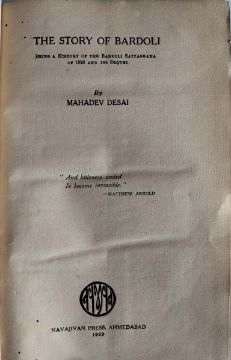 THE STORY OF BARDOLI
BEING A HISTORY OF THE BARDOLI SATYAGRAHA
OF 1928 AND ITS SEQUEL
By
MAHADEV DESAI
" And littleness united
Is become invincible."
—MATTHEW ARNOLD
NAVAJIVAN PRESS, AHMEDABAD
1929